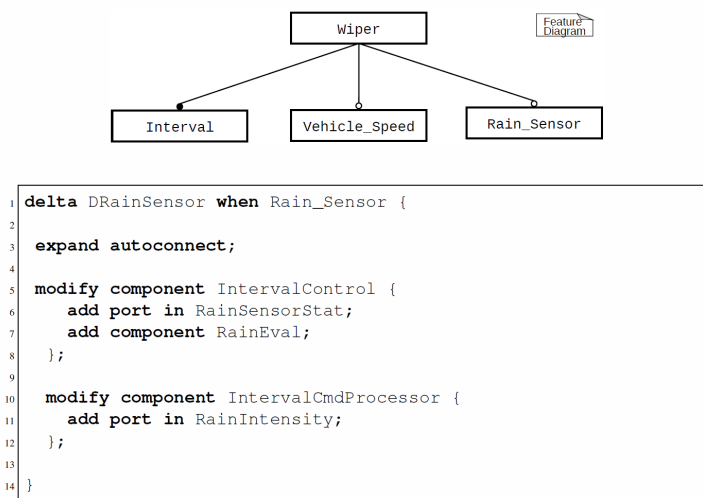 Wiper
Feature
Diagram
Interval
Vehicle_Speed
Rain_Sensor
1 delta DRainSensor when Rain_Sensor {
2
3 expand autoconnect;
4
5 modify component IntervalControl {
6 add port in RainSensorStat;
7 add component RainEval;
8 };
9
10 modify component IntervalCmdProcessor {
11 add port in RainIntensity;
12 };
13
14 }